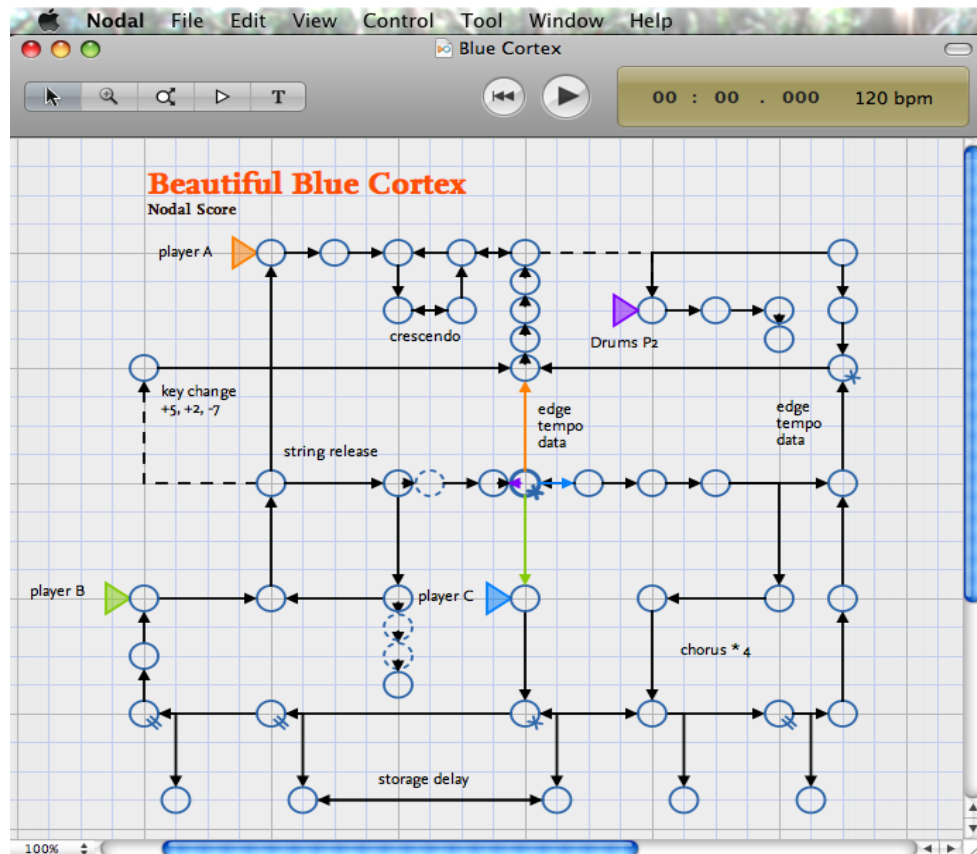 Nodal File Edit View Control Tool Window Help
Blue Cortex
T
00 : 00 . 000 120 bpm
Beautiful Blue Cortex
Nodal Score
player A
crescendo
Drums P2
key change
+5, +2, -7
edge
tempo
data
edge
tempo
data
string release
player B
player C
chorus * 4
storage delay
100%